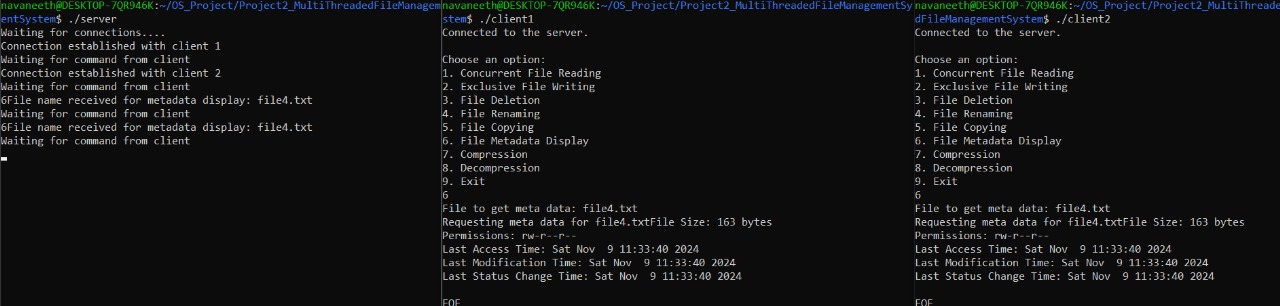 navaneeth@DESKTOP-7QR946K:~/OS_Project/Project2_MultiThreadedFileManagem
entSystem$ ./server
Waiting for connections....
Connection established with client 1
Waiting for command from client
Connection established with client 2
Waiting for command from client
6File name received for metadata display: file4.txt
Waiting for command from client
6File name received for metadata display: file4.txt
Waiting for command from client
navaneeth@DESKTOP-7QR946K:~/OS_Project/Project2_MultiThreadedFileManagementSy
stem$ ./client1
Connected to the server.
Choose an option:
1. Concurrent File Reading
2. Exclusive File Writing
3. File Deletion
4. File Renaming
5. File Copying
6. File Metadata Display
7. Compression
8. Decompression
9. Exit
6
File to get meta data: file4.txt
Requesting meta data for file4.txtFile Size: 163 bytes
Permissions: rw-r--r--
Last Access Time: Sat Nov  9 11:33:40 2024
Last Modification Time: Sat Nov  9 11:33:40 2024
Last Status Change Time: Sat Nov  9 11:33:40 2024
EOF
navaneeth@DESKTOP-7QR946K:~/OS_Project/Project2_MultiThreade
dFileManagementSystem$ ./client2
Connected to the server.
Choose an option:
1. Concurrent File Reading
2. Exclusive File Writing
3. File Deletion
4. File Renaming
5. File Copying
6. File Metadata Display
7. Compression
8. Decompression
9. Exit
6
File to get meta data: file4.txt
Requesting meta data for file4.txtFile Size: 163 bytes
Permissions: rw-r--r--
Last Access Time: Sat Nov  9 11:33:40 2024
Last Modification Time: Sat Nov  9 11:33:40 2024
Last Status Change Time: Sat Nov  9 11:33:40 2024
EOF